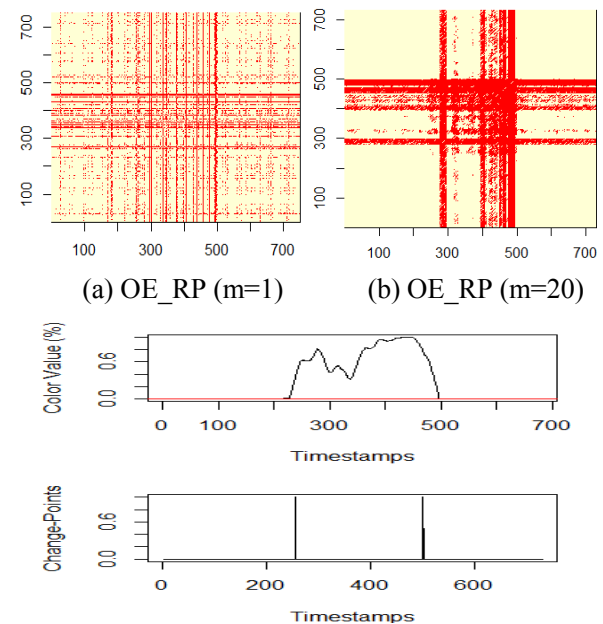 700
500
300
100
100 300 500 700
(a) OE_RP (m=1)
700
500
300
100
100 300 500 700
(b) OE_RP (m=20)
Color Value (%)
0.6
0.0
0 100 300 500 700
Timestamps
Change-Points
0.6
0.0
0 200 400 600
Timestamps